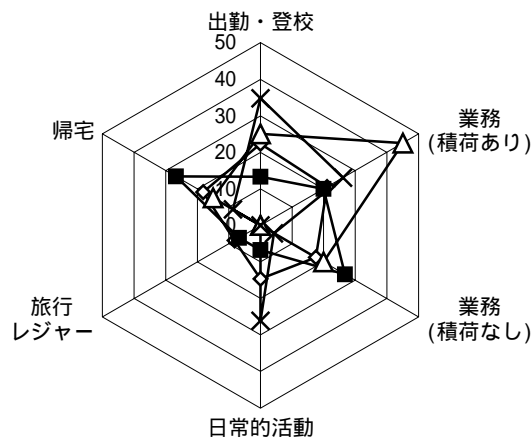 出勤・登校
50
40
30
20
10
0
業務
(積荷あり)
業務
(積荷なし)
日常的活動
旅行
レジャー
帰宅